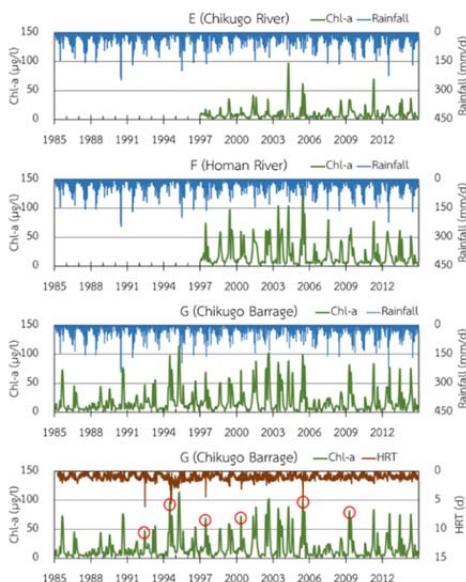 E (Chikugo River)
Chl-a Rainfall
150 0
100 150
50 300
0 450
Chl-a (μg/l)
Rainfall (mm/d)
1985 1988 1991 1994 1997 2000 2003 2006 2009 2012
F (Homan River)
Chl-a Rainfall
150 0
100 150
50 300
0 450
Chl-a (μg/l)
Rainfall (mm/d)
1985 1988 1991 1994 1997 2000 2003 2006 2009 2012
G (Chikugo Barrage)
Chl-a Rainfall
150 0
100 150
50 300
0 450
Chl-a (μg/l)
Rainfall (mm/d)
1985 1988 1991 1994 1997 2000 2003 2006 2009 2012
G (Chikugo Barrage)
Chl-a HRT
150 0
100 5
50 10
0 15
Chl-a (μg/l)
HRT (d)
1985 1988 1991 1994 1997 2000 2003 2006 2009 2012